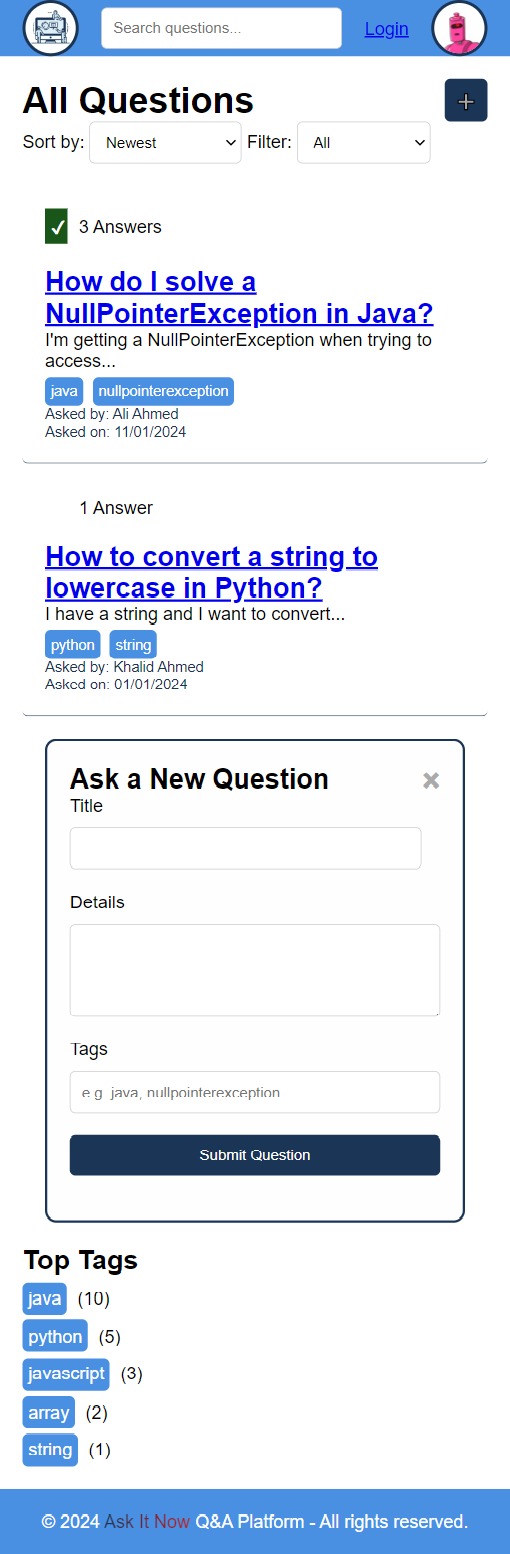 Search questions...
Login
All Questions
+
Sort by: Newest Filter: All
✓ 3 Answers
How do I solve a
NullPointerException in Java?
I'm getting a NullPointerException when trying to
access...
java nullpointerexception
Asked by: Ali Ahmed
Asked on: 11/01/2024
1 Answer
How to convert a string to
lowercase in Python?
I have a string and I want to convert...
python string
Asked by: Khalid Ahmed
Asked on: 01/01/2024
Ask a New Question ×
Title
Details
Tags
e.g. java, nullpointerexception
Submit Question
Top Tags
java (10)
python (5)
javascript (3)
array (2)
string (1)
© 2024 Ask It Now Q&A Platform - All rights reserved.